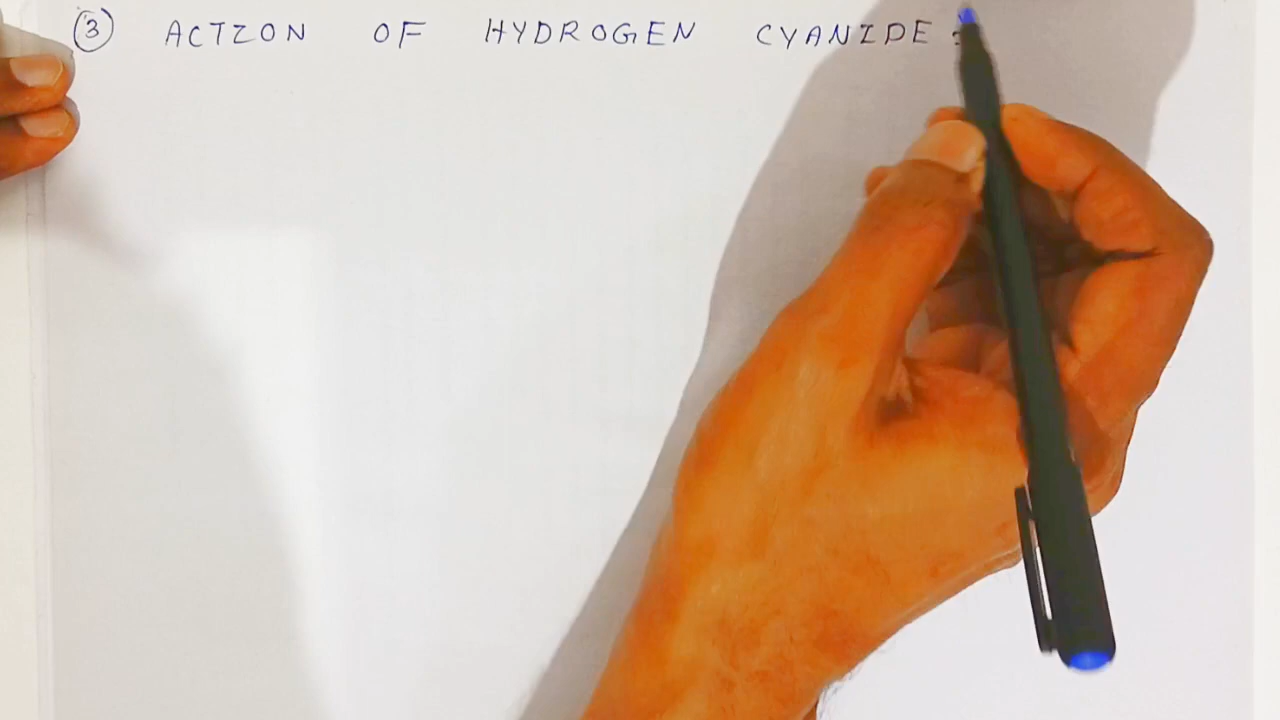 ③ ACTION OF HYDROGEN CYANIDE :